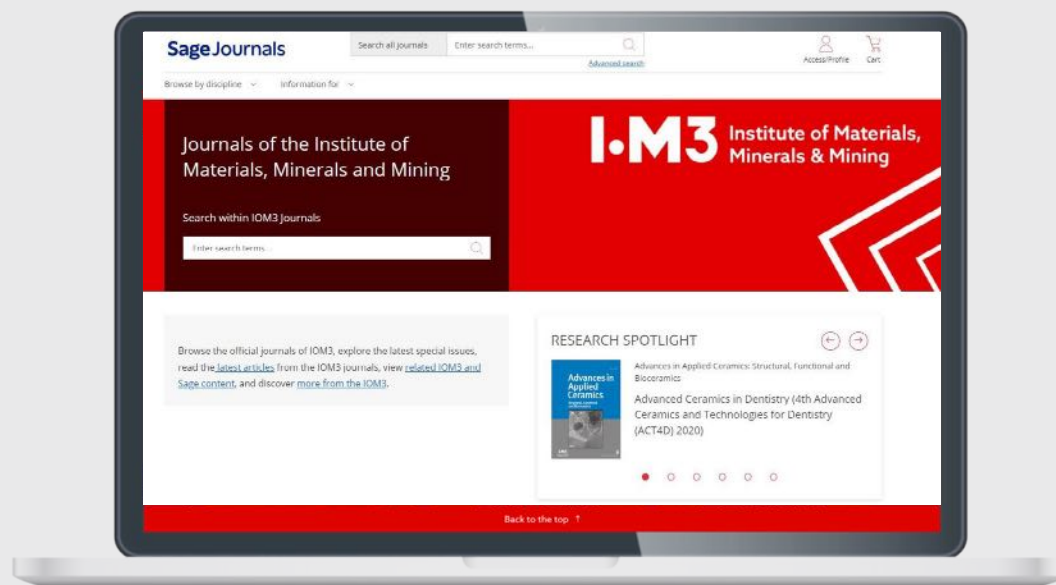 Sage Journals
Search all journals
Enter search terms...
Advanced search
Access/Profile
Cart
Browse by discipline
Information for
Journals of the Institute of
Materials, Minerals and Mining
Search within IOM3 Journals
Enter search terms...
I•M3
Institute of Materials,
Minerals & Mining
Browse the official journals of IOM3, explore the latest special issues,
read the latest articles from the IOM3 journals, view related IOM3 and
Sage content, and discover more from the IOM3.
RESEARCH SPOTLIGHT
Advances in
Applied
Ceramics
Advances in Applied Ceramics: Structural, Functional and
Bioceramics
Advanced Ceramics in Dentistry (4th Advanced
Ceramics and Technologies for Dentistry
(ACT4D) 2020)
Back to the top ↑